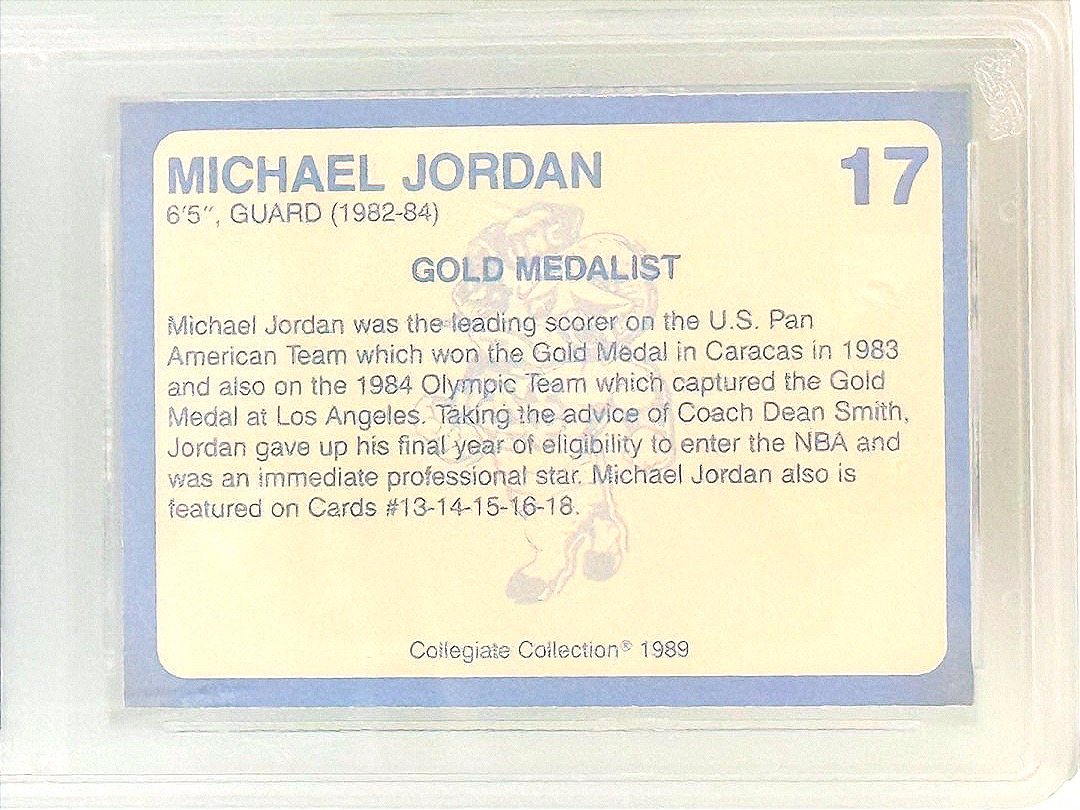 MICHAEL JORDAN 17
6'5", GUARD (1982-84)
GOLD MEDALIST
Michael Jordan was the leading scorer on the U.S. Pan
American Team which won the Gold Medal in Caracas in 1983
and also on the 1984 Olympic Team which captured the Gold
Medal at Los Angeles. Taking the advice of Coach Dean Smith,
Jordan gave up his final year of eligibility to enter the NBA and
was an immediate professional star. Michael Jordan also is
featured on Cards #13-14-15-16-18.
Collegiate Collection® 1989